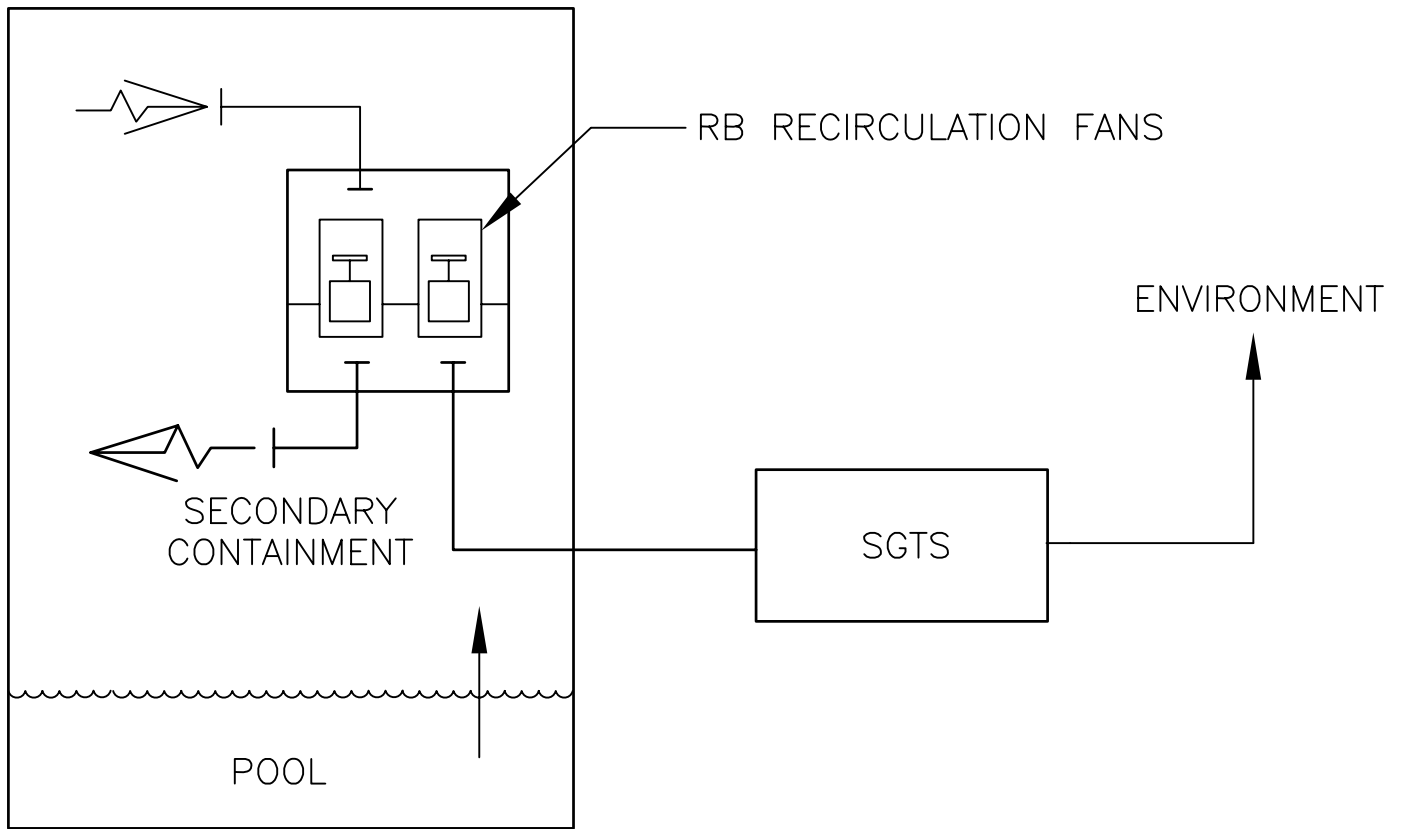 RB RECIRCULATION FANS
ENVIRONMENT
SECONDARY
CONTAINMENT
SGTS
POOL